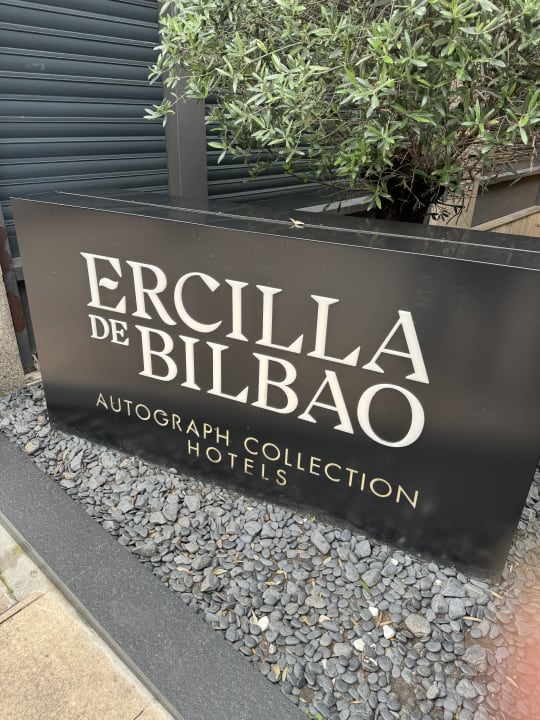 ERCILLA
DE BILBAO
AUTOGRAPH COLLECTION
HOTELS